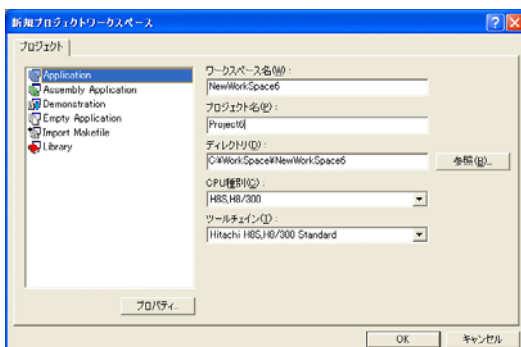 新規プロジェクトワークスペース
プロジェクト
Application
Assembly Application
Demonstration
Empty Application
Import Makefile
Library
プロパティ...
ワークスペース名(W):
NewWorkSpace6
プロジェクト名(P):
Project6
ディレクトリ(D):
C:¥WorkSpace¥NewWorkSpace6
参照(B)...
CPU種別(C):
H8S,H8/300
ツールチェイン(T):
Hitachi H8S,H8/300 Standard
OK
キャンセル